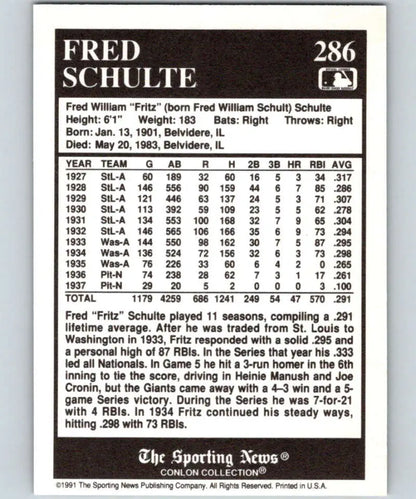 FRED
SCHULTE
286
Fred William "Fritz" (born Fred William Schult) Schulte
Height: 6'1" Weight: 183 Bats: Right Throws: Right
Born: Jan. 13, 1901, Belvidere, IL
Died: May 20, 1983, Belvidere, IL
YEAR TEAM G AB R H 2B 3B HR RBI AVG
1927 StL-A 60 189 32 60 16 5 3 34 .317
1928 StL-A 146 556 90 159 44 6 7 85 .286
1929 StL-A 121 446 63 137 24 5 3 71 .307
1930 StL-A 113 392 59 109 23 5 5 62 .278
1931 StL-A 134 553 100 168 32 7 9 65 .304
1932 StL-A 146 565 106 166 35 6 9 73 .294
1933 Was-A 144 550 98 162 30 7 5 87 .295
1934 Was-A 136 524 72 156 32 6 3 73 .298
1935 Was-A 76 226 33 60 6 4 2 0 .265
1936 Pit-N 74 238 28 62 7 3 1 17 .261
1937 Pit-N 29 20 5 2 0 0 0 3 .100
TOTAL 1179 4259 686 1241 249 54 47 570 .291
Fred "Fritz" Schulte played 11 seasons, compiling a .291
lifetime average. After he was traded from St. Louis to
Washington in 1933, Fritz responded with a solid .295 and
a personal high of 87 RBIs. In the Series that year his .333
led all Nationals. In Game 5 he hit a 3-run homer in the 6th
inning to tie the score, driving in Heinie Manush and Joe
Cronin, but the Giants came away with a 4–3 win and a 5-
game Series victory. During the Series he was 7-for-21
with 4 RBIs. In 1934 Fritz continued his steady ways,
hitting .298 with 73 RBIs.
The Sporting News®
CONLON COLLECTION®
©1991 The Sporting News Publishing Company. All Rights Reserved. Printed in U.S.A.